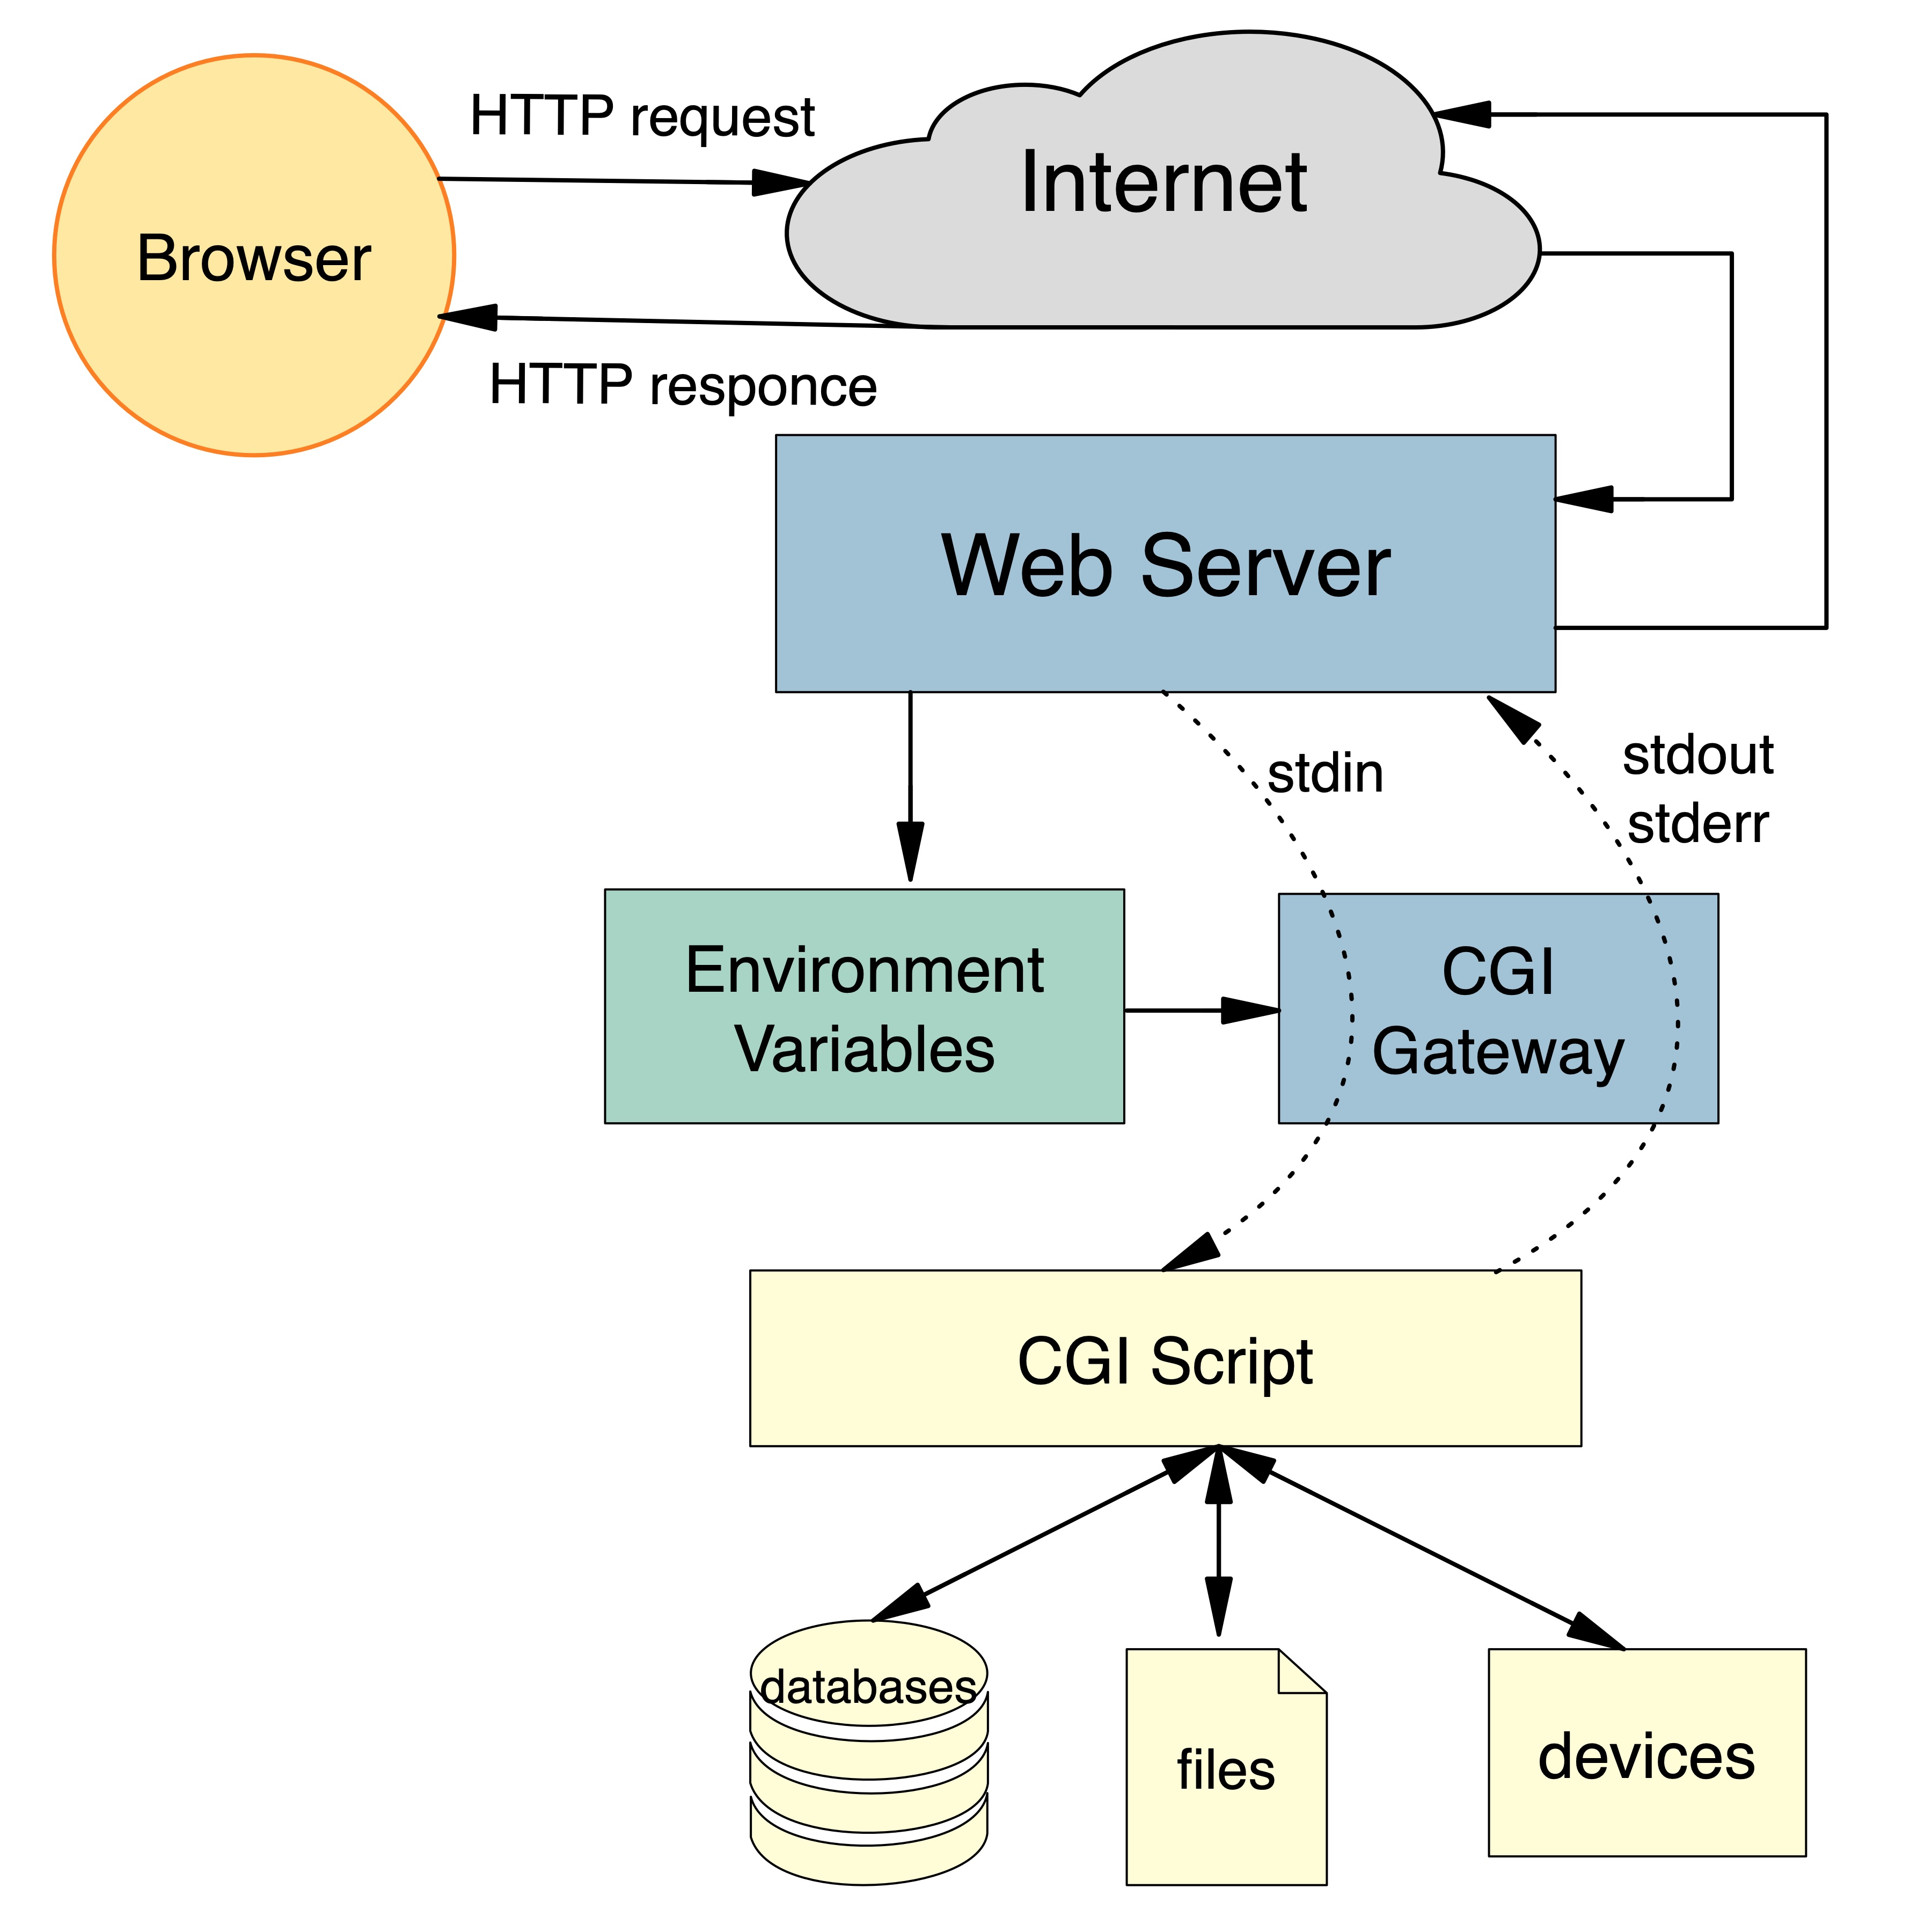 HTTP request
Internet
Browser
HTTP responce
Web Server
stdin
stdout
stderr
Environment
Variables
CGI
Gateway
CGI Script
databases
files
devices